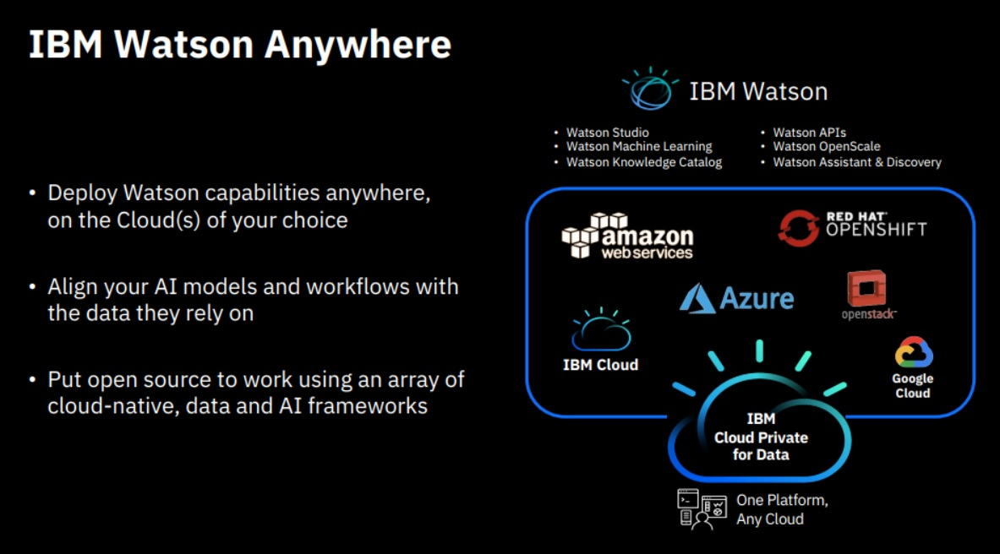 IBM Watson Anywhere
• Deploy Watson capabilities anywhere,
on the Cloud(s) of your choice
• Align your AI models and workflows with
the data they rely on
• Put open source to work using an array of
cloud-native, data and AI frameworks
IBM Watson
• Watson Studio
• Watson Machine Learning
• Watson Knowledge Catalog
• Watson APIs
• Watson OpenScale
• Watson Assistant & Discovery
amazon
webservices
RED HAT®
OPENSHIFT
Azure
openstack™
IBM Cloud
Google
Cloud
IBM
Cloud Private
for Data
One Platform,
Any Cloud